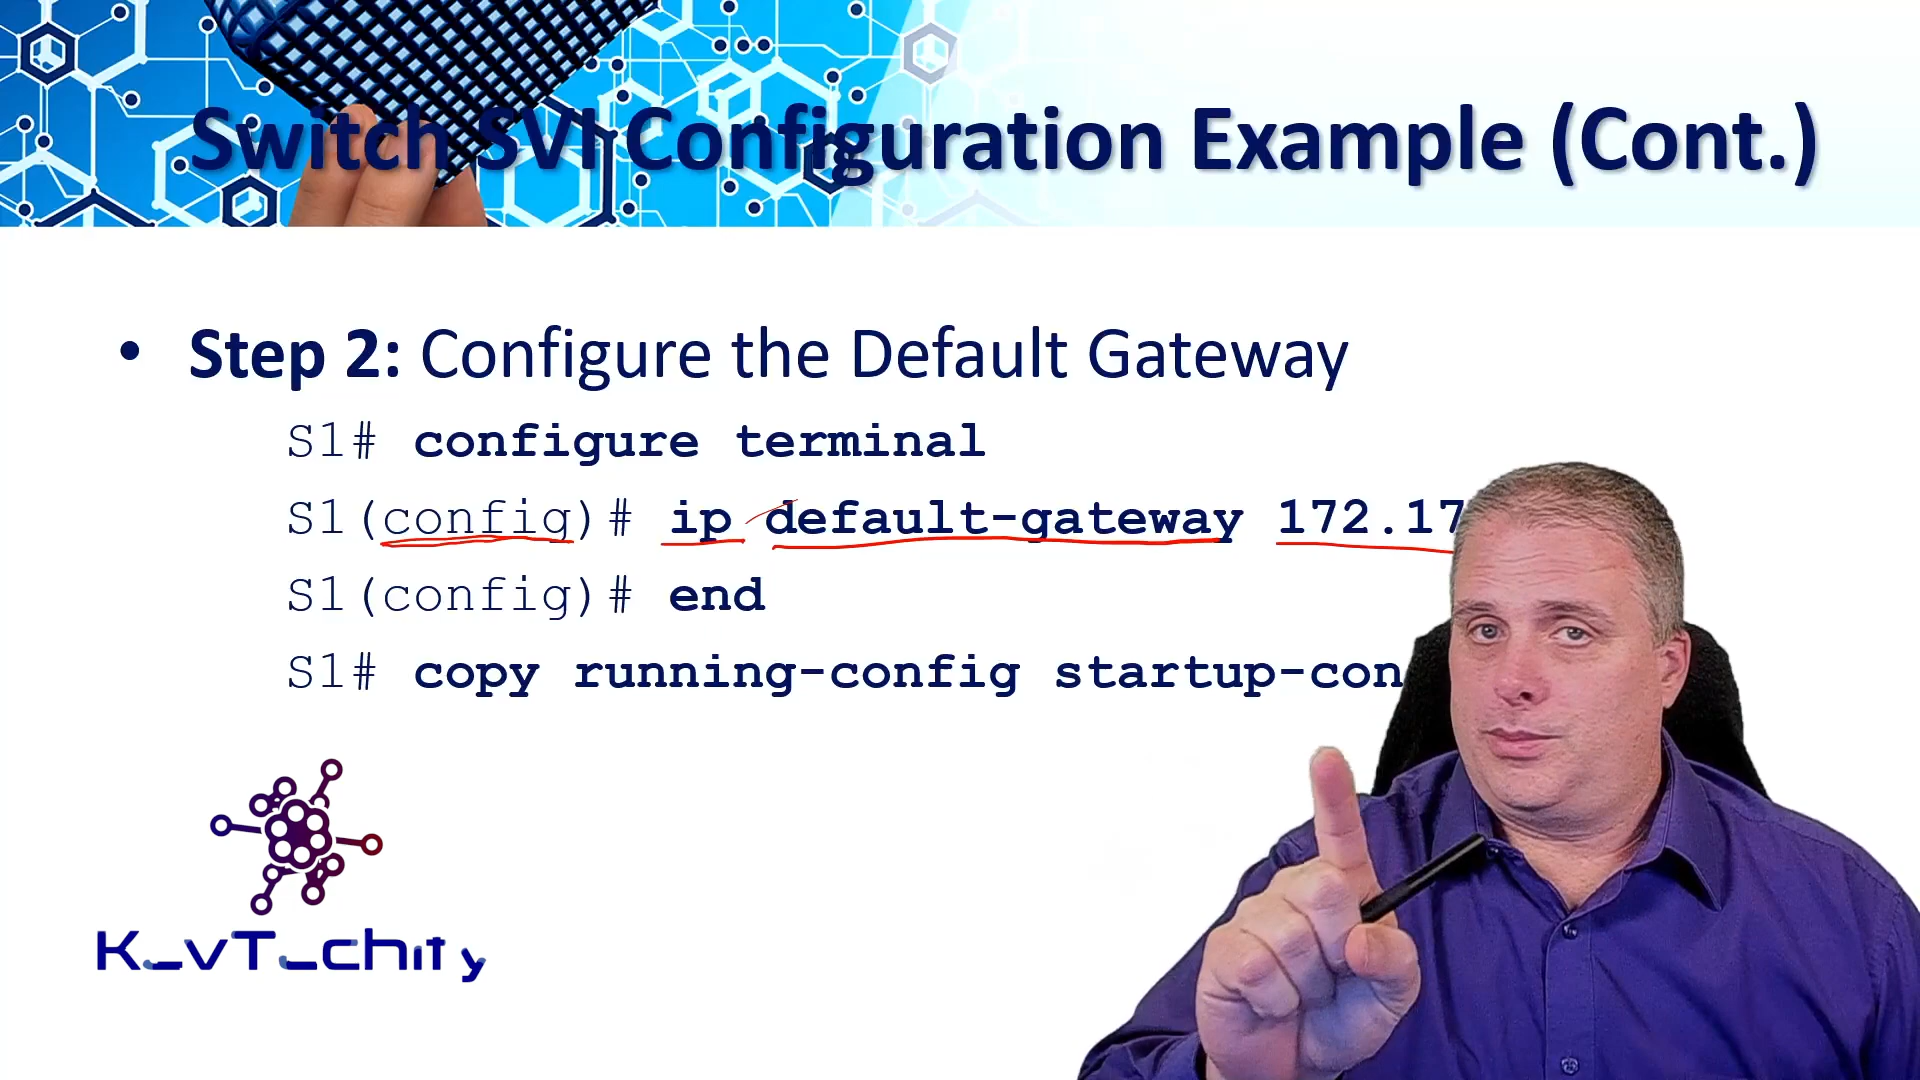 Switch SVI Configuration Example (Cont.)
• Step 2: Configure the Default Gateway
S1# configure terminal
S1(config)# ip default-gateway 172.17
S1(config)# end
S1# copy running-config startup-con
K_vT_chity